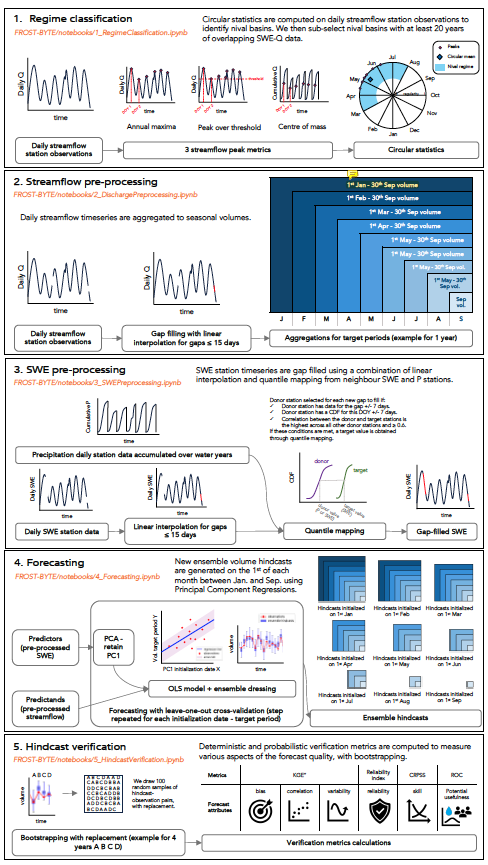 1. Regime classification
FROST-BYTE/notebooks/1_RegimeClassification.ipynb
Circular statistics are computed on daily streamflow station observations to
identify nival basins. We then sub-select nival basins with at least 20 years
of overlapping SWE-Q data.
Daily Q
time
Daily Q
Annual maxima
Daily Q
threshold
Peak over threshold
Cumulative Q
Centre of mass
Peaks
Circular mean
Nival regime
Jul
Aug
Sep
Oct
Nov
Dec
Jan
Feb
Mar
Apr
May
Jun
Daily streamflow
station observations
3 streamflow peak metrics
Circular statistics
2. Streamflow pre-processing
FROST-BYTE/notebooks/2_DischargePreprocessing.ipynb
Daily streamflow timeseries are aggregated to seasonal volumes.
Daily Q
time
Daily Q
time
1st Jan - 30th Sep volume
1st Feb - 30th Sep volume
1st Mar - 30th Sep volume
1st Apr - 30th Sep volume
1st May - 30th Sep volume
1st May - 30th Sep volume
1st May - 30th Sep vol.
1st May - 30th
Sep vol.
Sep
vol.
J F M A M J J A S
Daily streamflow
station observations
Gap filling with linear
interpolation for gaps ≤ 15 days
Aggregations for target periods (example for 1 year)
3. SWE pre-processing
FROST-BYTE/notebooks/3_SWEPreprocessing.ipynb
SWE station timeseries are gap filled using a combination of linear
interpolation and quantile mapping from neighbour SWE and P stations.
Cumulative P
time
Donor station selected for each new gap to fill if:
✓ Donor station has data for the gap +/- 7 days.
✓ Donor station has a CDF for this DOY +/- 7 days.
✓ Correlation between the donor and target stations is
the highest across all other donor stations and ≥ 0.6.
If these conditions are met, a target value is obtained
through quantile mapping.
Precipitation daily station data accumulated over water years
Daily SWE
time
Daily SWE
time
CDF
donor
target
donor value
(P or SWE)
target value
(SWE)
Daily SWE
time
Daily SWE station data
Linear interpolation for gaps
≤ 15 days
Quantile mapping
Gap-filled SWE
4. Forecasting
FROST-BYTE/notebooks/4_Forecasting.ipynb
New ensemble volume hindcasts
are generated on the 1st of each
month between Jan. and Sep. using
Principal Component Regressions.
Predictors
(pre-processed
SWE)
PCA -
retain
PC1
Vol. target period Y
PC1 initialization date X
volume
time
OLS model + ensemble dressing
Predictands
(pre-processed
streamflow)
Forecasting with leave-one-out cross-validation (step
repeated for each initialization date - target period)
Hindcasts initialized
on 1st Jan
Hindcasts initialized
on 1st Feb
Hindcasts initialized
on 1st Mar
Hindcasts initialized
on 1st Apr
Hindcasts initialized
on 1st May
Hindcasts initialized
on 1st Jun
Hindcasts initialized
on 1st Jul
Hindcasts initialized
on 1st Aug
Hindcasts initialized
on 1st Sep
Ensemble hindcasts
5. Hindcast verification
FROST-BYTE/notebooks/5_HindcastVerification.ipynb
Deterministic and probabilistic verification metrics are computed to measure
various aspects of the forecast quality, with bootstrapping.
A B C D
volume
time
We draw 100
random samples of
hindcast-
observation pairs,
with replacement.
Metrics
KGE"
Reliability
index
CRPSS
ROC
Forecast
attributes
bias
correlation
variability
reliability
skill
Potential
usefulness
Bootstrapping with replacement (example for 4
years A B C D)
Verification metrics calculations